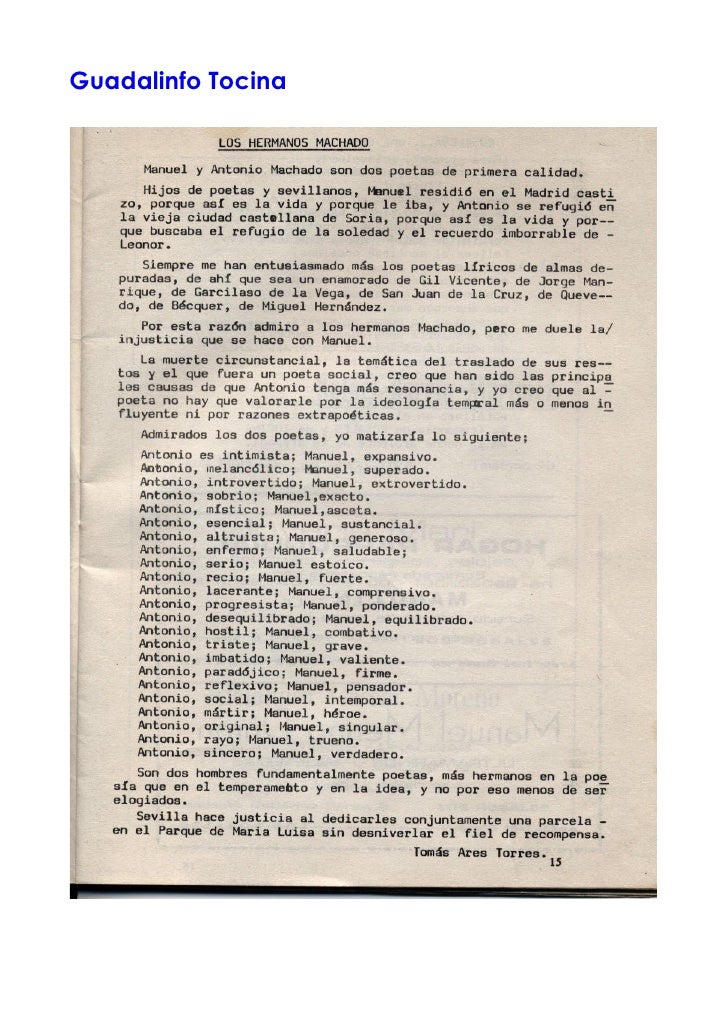 Guadalinfo Tocina
LOS HERMANOS MACHADO
Manuel y Antonio Machado son dos poetas de primera calidad.
Hijos de poetas y sevillanos, Manuel residió en el Madrid casti
zo, porque así es la vida y porque le iba, y Antonio se refugió en
la vieja ciudad castellana de Soria, porque así es la vida y por--
que buscaba el refugio de la soledad y el recuerdo imborrable de -
Leonor.
Siempre me han entusiasmado más los poetas líricos de almas de-
puradas, de ahí que sea un enamorado de Gil Vicente, de Jorge Man-
rique, de Garcilaso de la Vega, de San Juan de la Cruz, de Queve--
do, de Bécquer, de Miguel Hernández.
Por esta razón admiro a los hermanos Machado, pero me duele la/
injusticia que se hace con Manuel.
La muerte circunstancial, la temática del traslado de sus res--
tos y el que fuera un poeta social, creo que han sido las principa
les causas de que Antonio tenga más resonancia, y yo creo que al -
poeta no hay que valorarle por la ideología temporal más o menos in
fluyente ni por razones extrapoéticas.
Admirados los dos poetas, yo matizaría lo siguiente;
Antonio es intimista; Manuel, expansivo.
Antonio, melancólico; Manuel, superado.
Antonio, introvertido; Manuel, extrovertido.
Antonio, sobrio; Manuel,exacto.
Antonio, místico; Manuel,asceta.
Antonio, esencial; Manuel, sustancial.
Antonio, altruista; Manuel, generoso.
Antonio, enfermo; Manuel, saludable;
Antonio, serio; Manuel estoico.
Antonio, recio; Manuel, fuerte.
Antonio, lacerante; Manuel, comprensivo.
Antonio, progresista; Manuel, ponderado.
Antonio, desequilibrado; Manuel, equilibrado.
Antonio, hostil; Manuel, combativo.
Antonio, triste; Manuel, grave.
Antonio, imbatido; Manuel, valiente.
Antonio, paradójico; Manuel, firme.
Antonio, reflexivo; Manuel, pensador.
Antonio, social; Manuel, intemporal.
Antonio, mártir; Manuel, héroe.
Antonio, original; Manuel, singular.
Antonio, rayo; Manuel, trueno.
Antonio, sincero; Manuel, verdadero.
Son dos hombres fundamentalmente poetas, más hermanos en la poe
sía que en el temperamento y en la idea, y no por eso menos de ser
elogiados.
Sevilla hace justicia al dedicarles conjuntamente una parcela -
en el Parque de Maria Luisa sin desniverlar el fiel de recompensa.
Tomás Ares Torres.
15